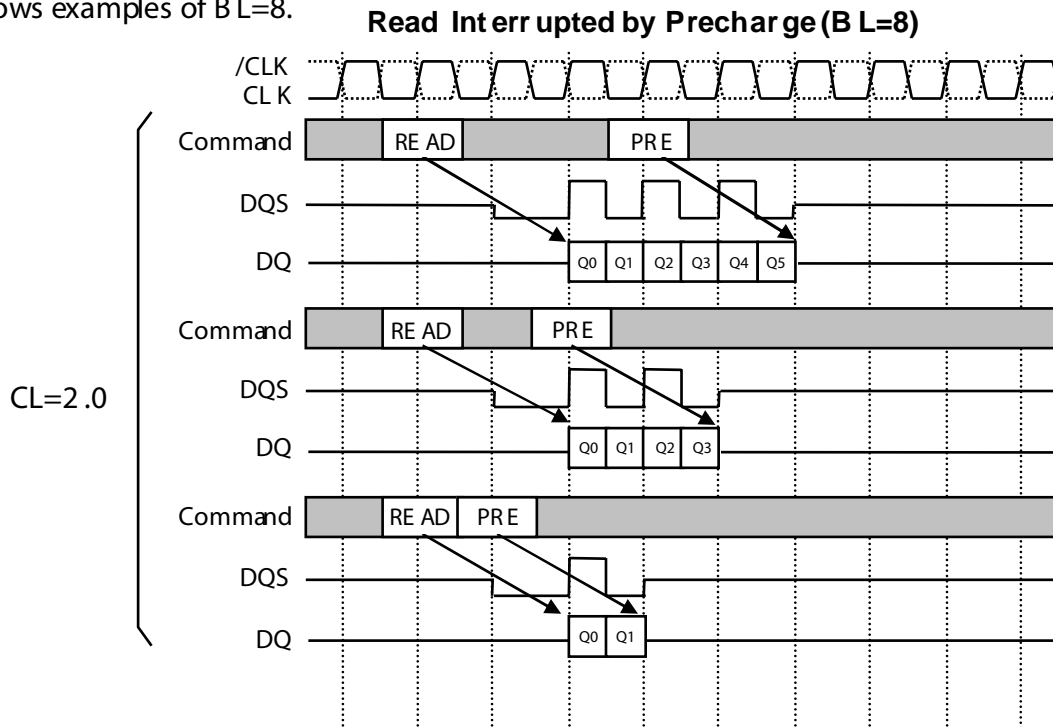 ows examples of BL=8.
Read Interrupted by Precharge (BL=8)
/CLK
CLK
Command READ PRE
DQS
DQ Q0 Q1 Q2 Q3 Q4 Q5
Command READ PRE
DQS
CL=2.0
DQ Q0 Q1 Q2 Q3
Command READ PRE
DQS
DQ Q0 Q1